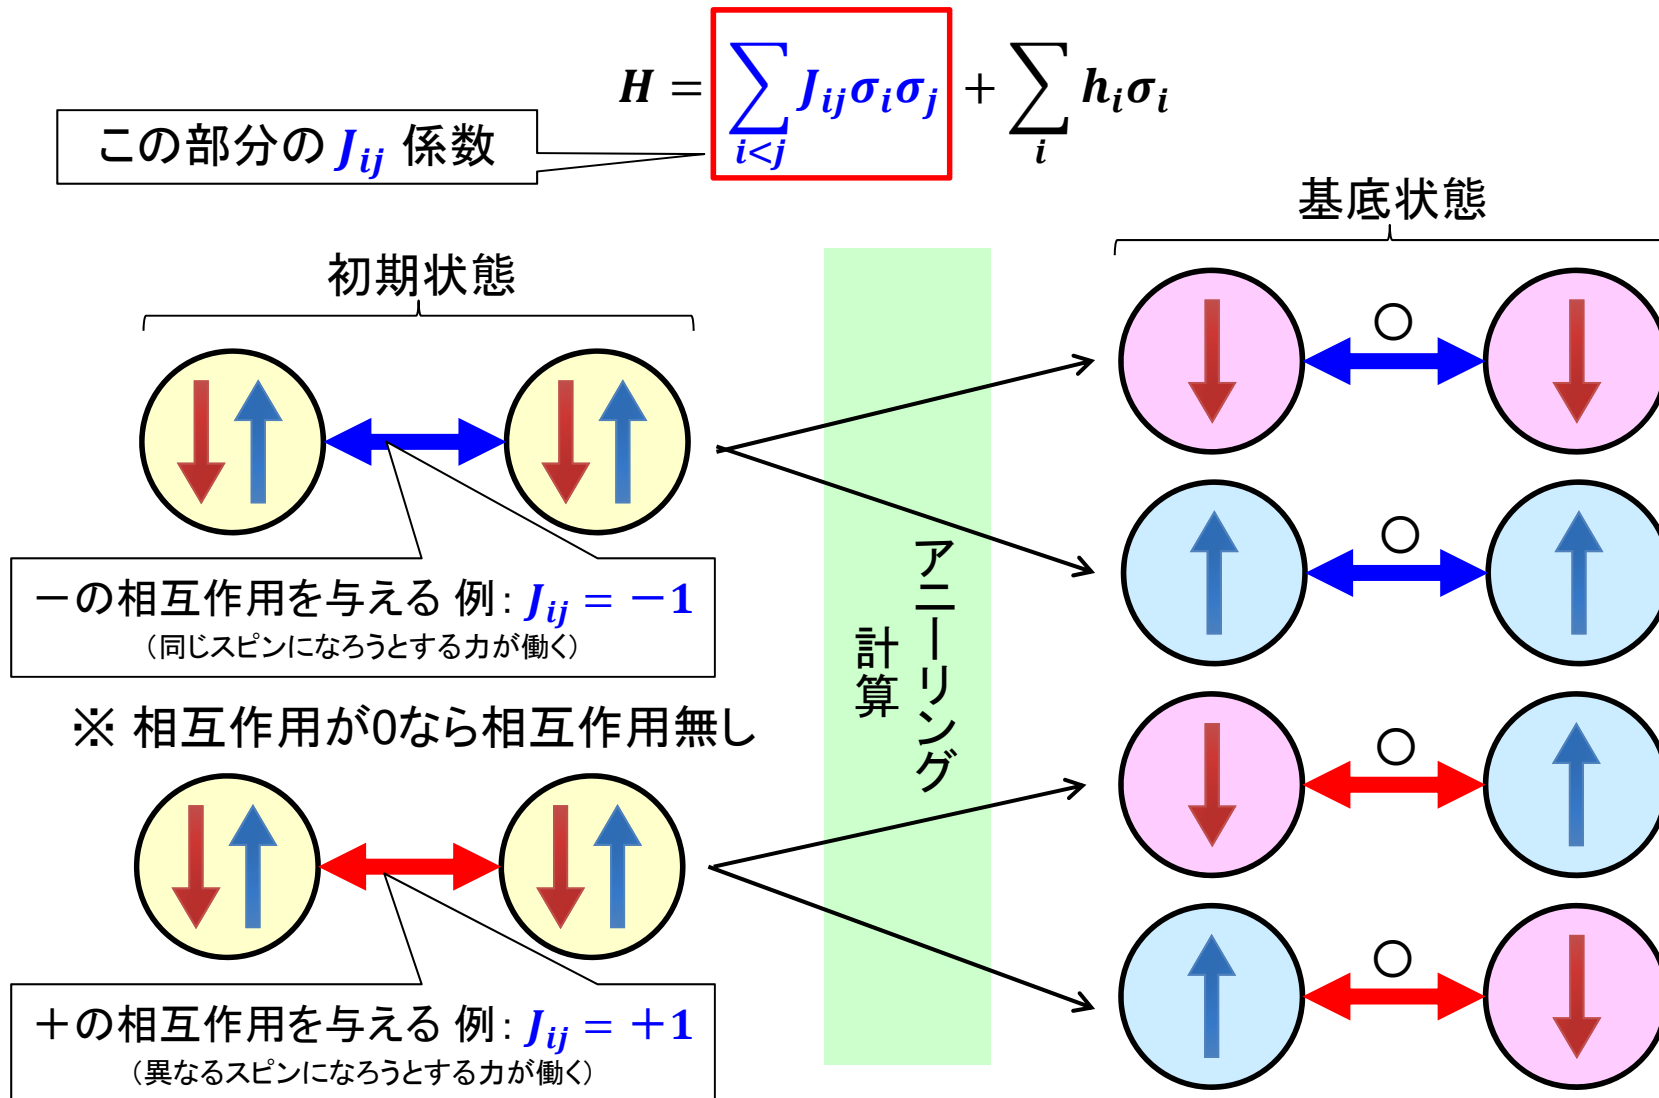 H = ∑_{i<j} J_{ij}σ_iσ_j + ∑_i h_iσ_i
この部分の J_{ij} 係数
基底状態
初期状態
アニーリング
計算
－の相互作用を与える 例：J_{ij} = －1
（同じスピンになろうとする力が働く）
※ 相互作用が0なら相互作用無し
＋の相互作用を与える 例：J_{ij} = ＋1
（異なるスピンになろうとする力が働く）